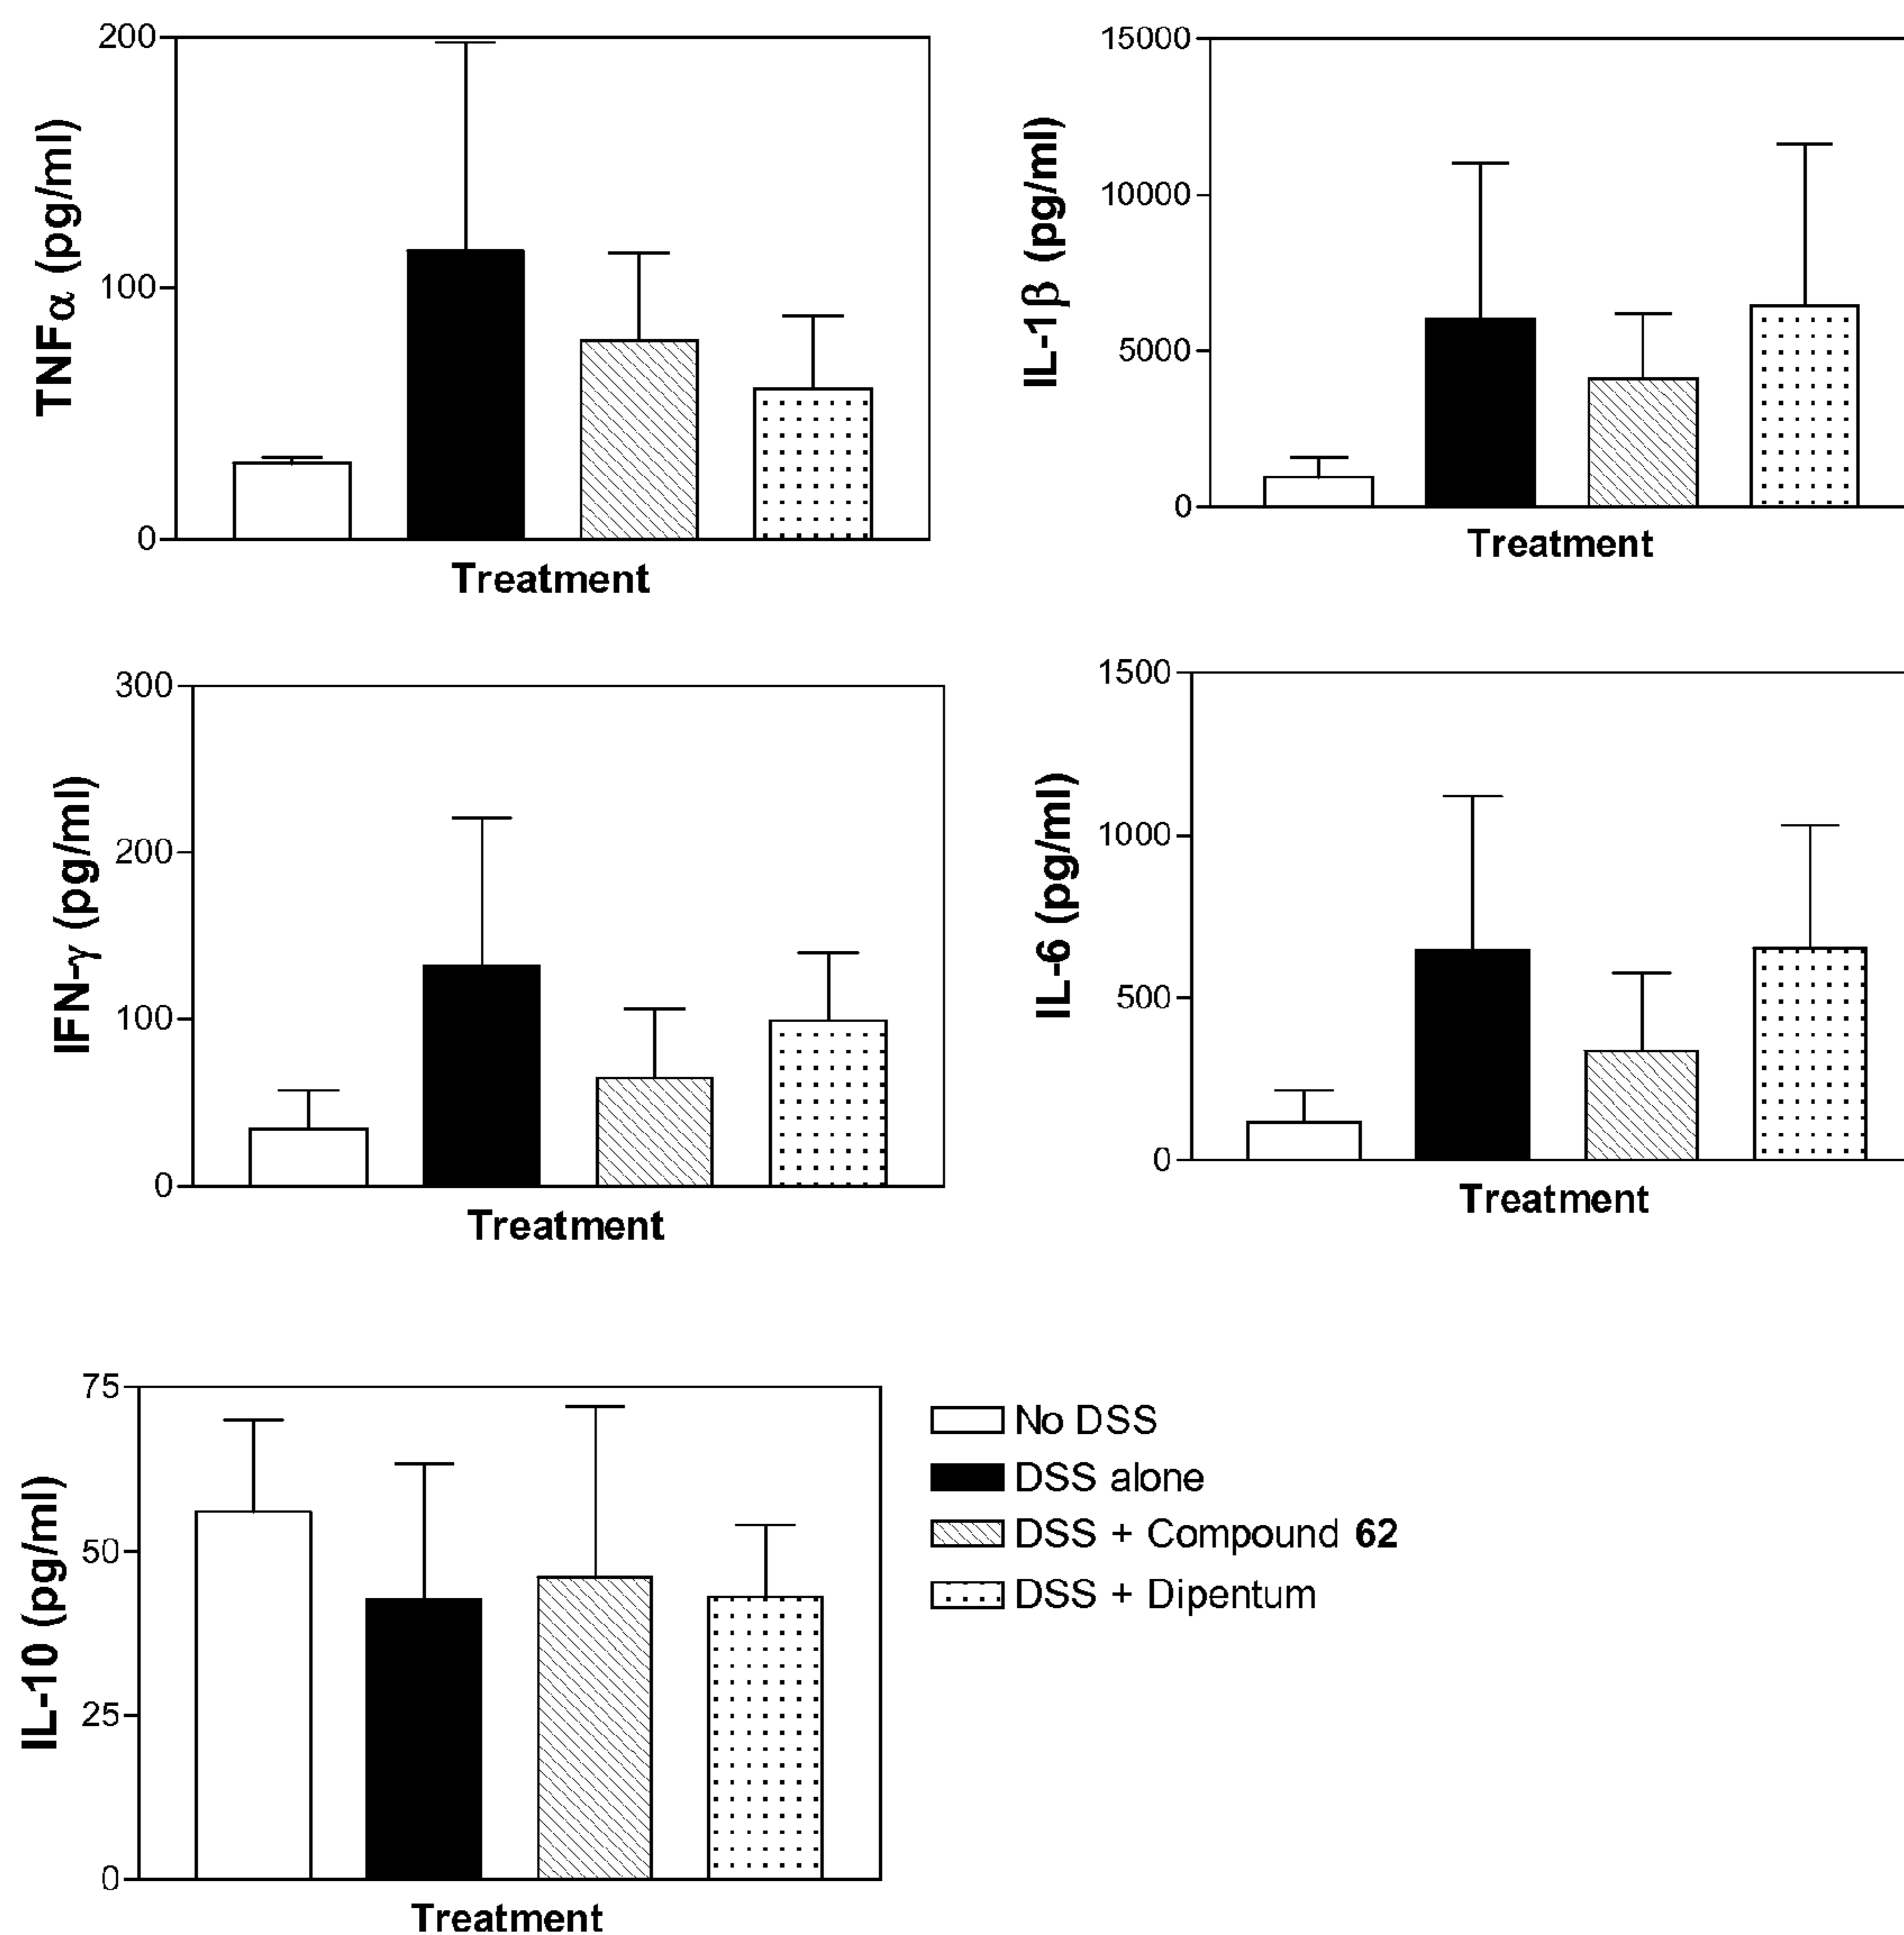 TNFα (pg/ml)
200
100
0
Treatment
IL-1β (pg/ml)
15000
10000
5000
0
Treatment
IFN-γ (pg/ml)
300
200
100
0
Treatment
IL-6 (pg/ml)
1500
1000
500
0
Treatment
IL-10 (pg/ml)
75
50
25
0
Treatment
No DSS
DSS alone
DSS + Compound 62
DSS + Dipentum